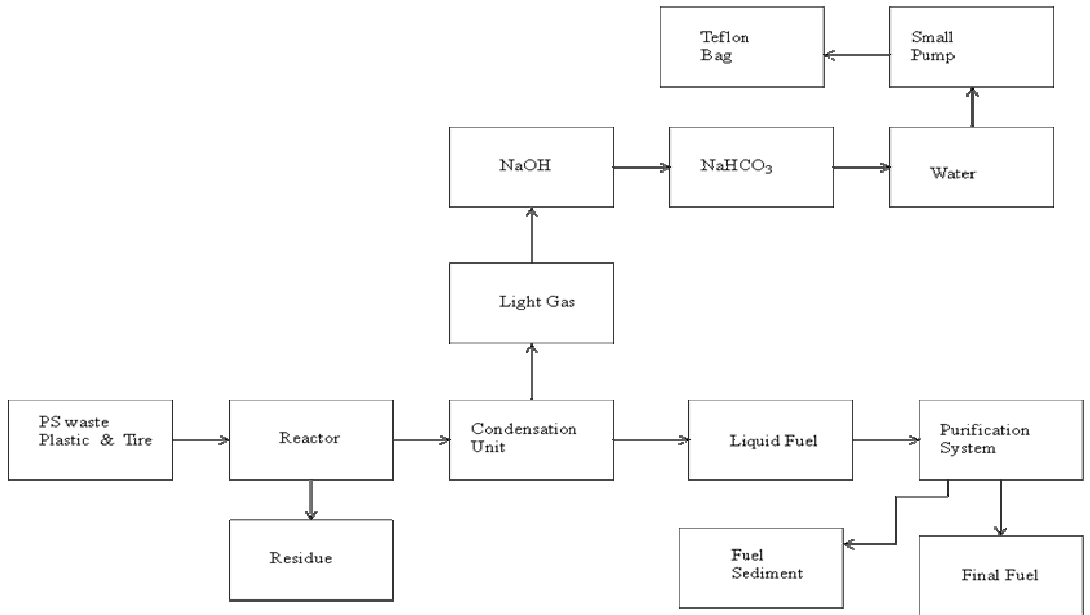 Teflon
Bag
Small
Pump
NaOH
NaHCO₃
Water
Light Gas
PS waste
Plastic & Tire
Reactor
Condensation
Unit
Liquid Fuel
Purification
System
Residue
Fuel
Sediment
Final Fuel